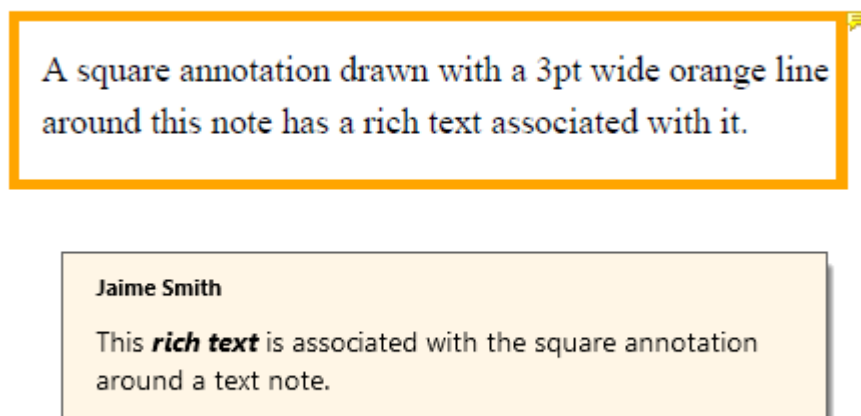 A square annotation drawn with a 3pt wide orange line
around this note has a rich text associated with it.
Jaime Smith
This rich text is associated with the square annotation
around a text note.